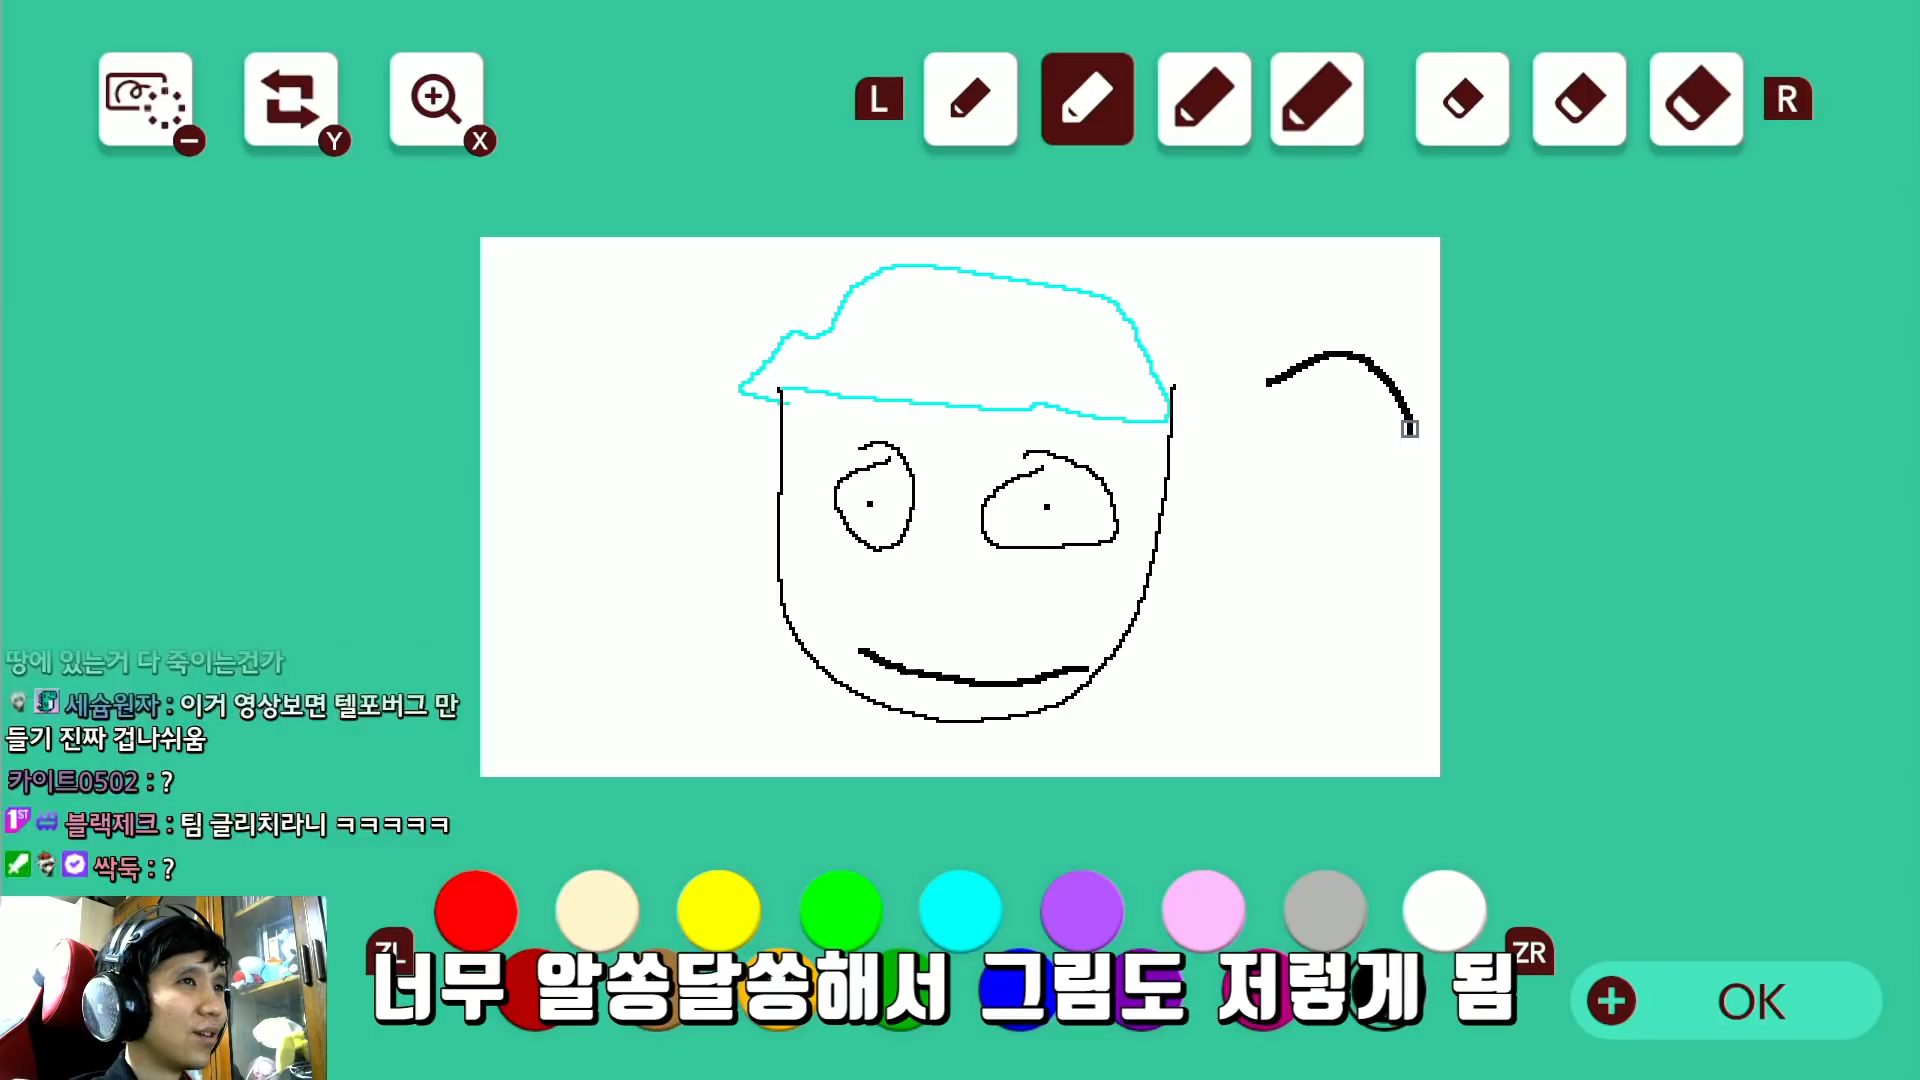 Y
X
L
R
땅에 있는거 다 죽이는건가
세슘원자 : 이거 영상보면 텔포버그 만
들기 진짜 겁나쉬움
카이트0502 : ?
1ST 블랙제크 : 팀 글리치라니 ㅋㅋㅋㅋㅋ
싹둑 : ?
ZL
ZR
너무 알쏭달쏭해서 그림도 저렇게 됨
OK